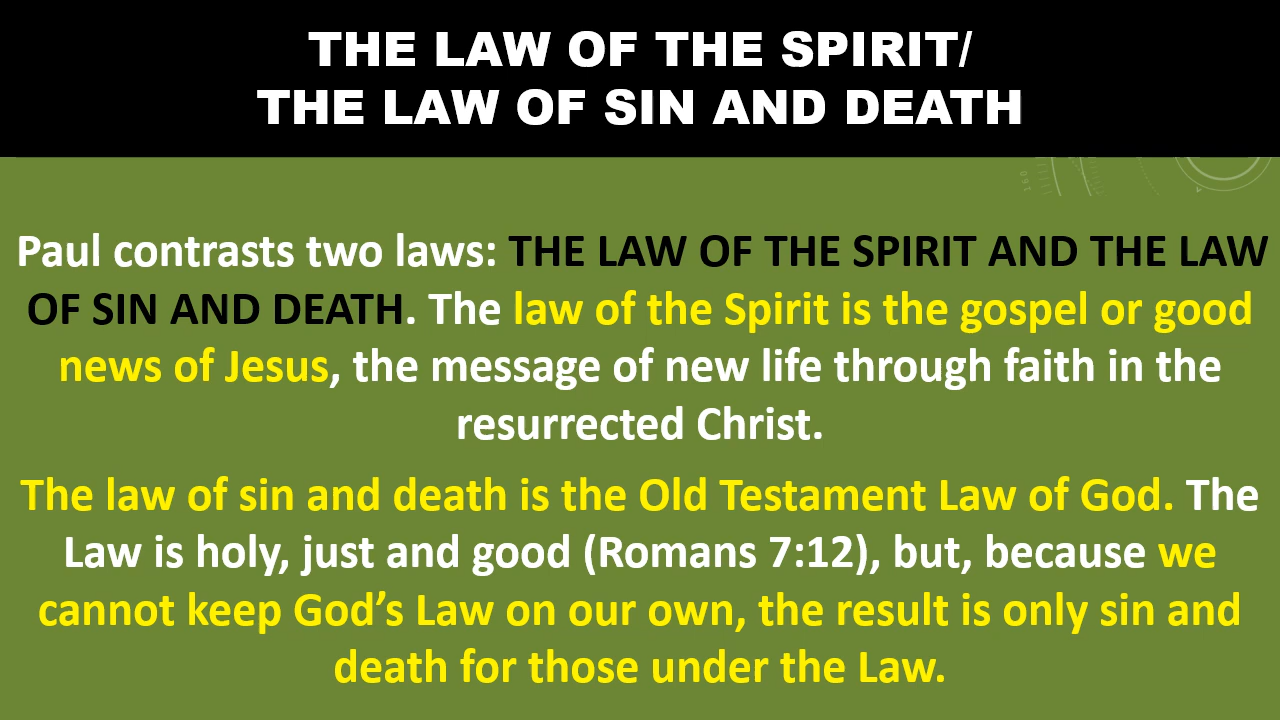 THE LAW OF THE SPIRIT/
THE LAW OF SIN AND DEATH
Paul contrasts two laws: THE LAW OF THE SPIRIT AND THE LAW
OF SIN AND DEATH. The law of the Spirit is the gospel or good
news of Jesus, the message of new life through faith in the
resurrected Christ.
The law of sin and death is the Old Testament Law of God. The
Law is holy, just and good (Romans 7:12), but, because we
cannot keep God’s Law on our own, the result is only sin and
death for those under the Law.